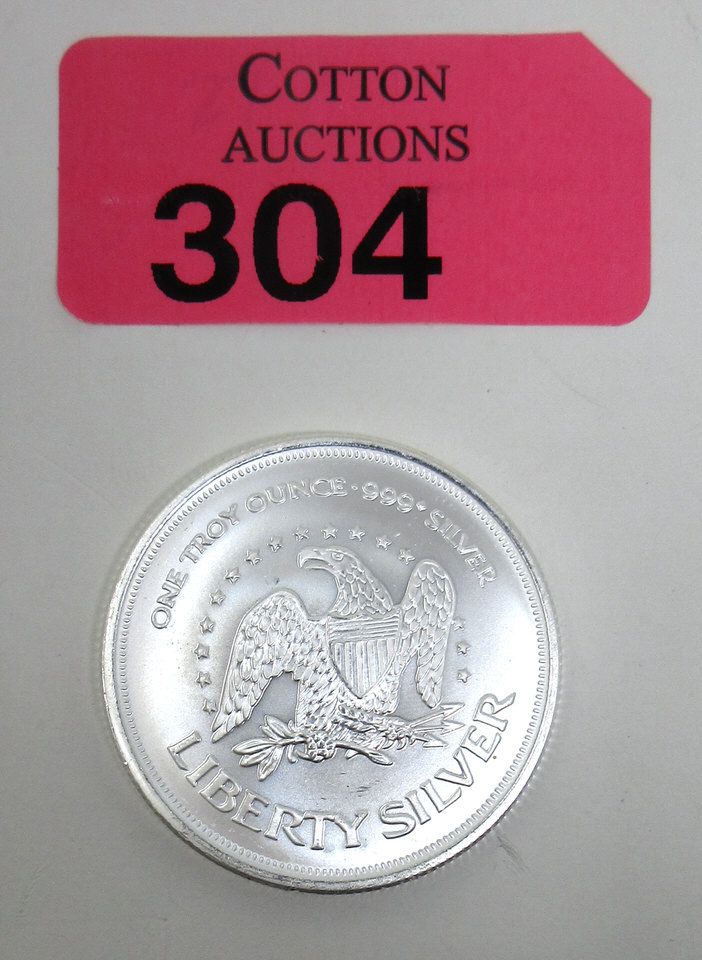 COTTON
AUCTIONS
304
ONE TROY OUNCE · 999+ SILVER
LIBERTY SILVER